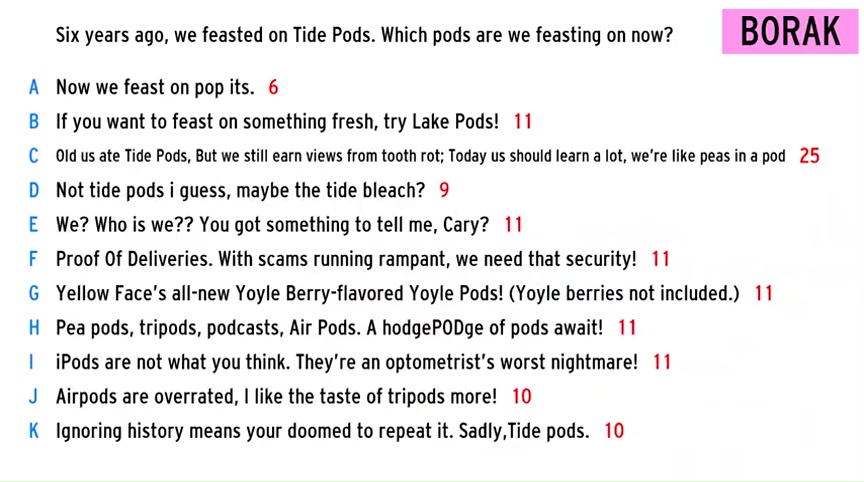 Six years ago, we feasted on Tide Pods. Which pods are we feasting on now?
BORAK
A Now we feast on pop its. 6
B If you want to feast on something fresh, try Lake Pods! 11
C Old us ate Tide Pods, But we still earn views from tooth rot; Today us should learn a lot, we're like peas in a pod 25
D Not tide pods i guess, maybe the tide bleach? 9
E We? Who is we?? You got something to tell me, Cary? 11
F Proof Of Deliveries. With scams running rampant, we need that security! 11
G Yellow Face's all-new Yoyle Berry-flavored Yoyle Pods! (Yoyle berries not included.) 11
H Pea pods, tripods, podcasts, Air Pods. A hodgePODge of pods await! 11
I iPods are not what you think. They're an optometrist's worst nightmare! 11
J Airpods are overrated, I like the taste of tripods more! 10
K Ignoring history means your doomed to repeat it. Sadly,Tide pods. 10